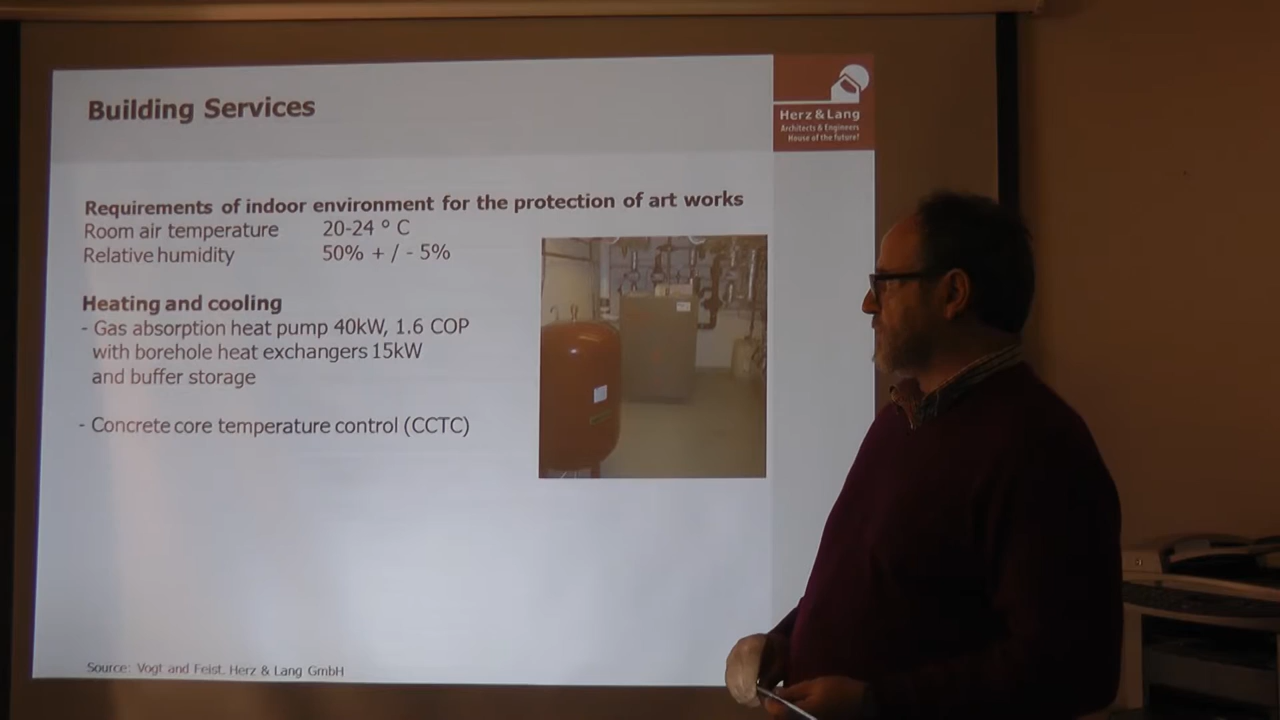 Building Services
Herz & Lang
Architects & Engineers
House of the future!
Requirements of indoor environment for the protection of art works
Room air temperature 20-24 ° C
Relative humidity 50% + / - 5%
Heating and cooling
- Gas absorption heat pump 40kW, 1.6 COP
with borehole heat exchangers 15kW
and buffer storage
- Concrete core temperature control (CCTC)
Source: Vogt and Feist, Herz & Lang GmbH